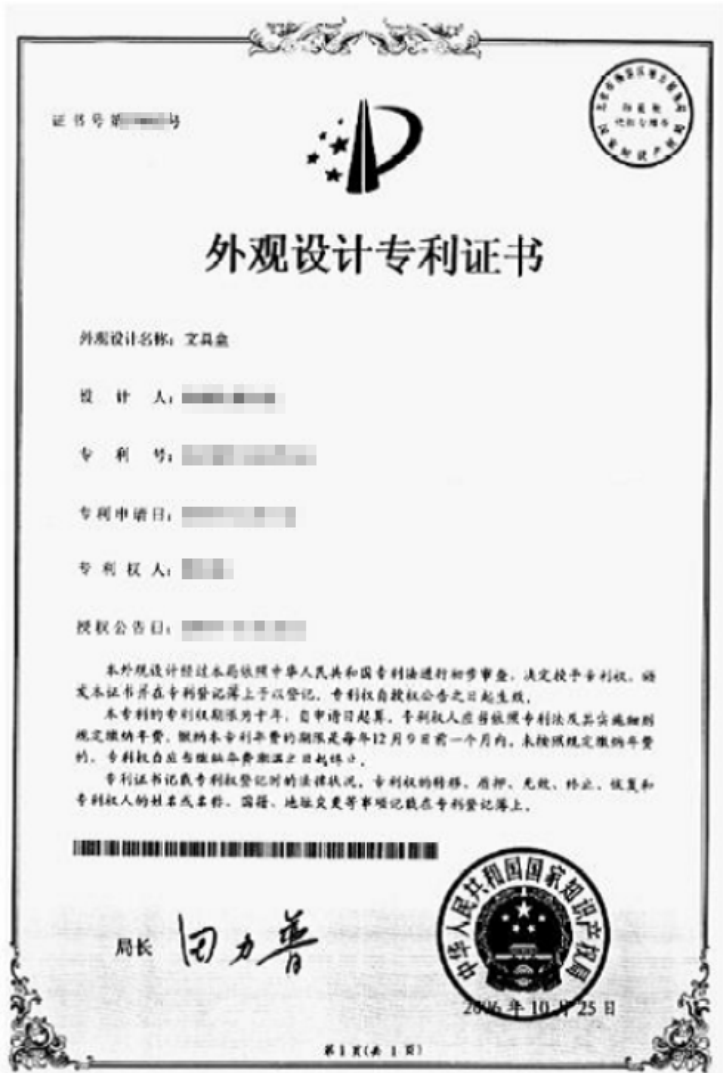 证书号第 号
外观设计专利证书
外观设计名称：文具盒
设 计 人：
专 利 号：
专利申请日：
专 利 权 人：
授权公告日：
本外观设计经过本局依照中华人民共和国专利法进行初步审查，决定授予专利权，颁
发本证书并在专利登记簿上予以登记。专利权自授权公告之日起生效。
本专利的专利权期限为十年，自申请日起算。专利权人应当依照专利法及其实施细则
规定缴纳年费。缴纳本专利年费的期限是每年12月9日前一个月内。未按照规定缴纳年费
的，专利权自应当缴纳年费期满之日起终止。
专利证书记载专利权登记时的法律状况。专利权的转移、质押、无效、终止、恢复和
专利权人的姓名或名称、国籍、地址变更等事项记载在专利登记簿上。
局长 田力普
中华人民共和国国家知识产权局
2006年10月25日
第1页(共 1 页)